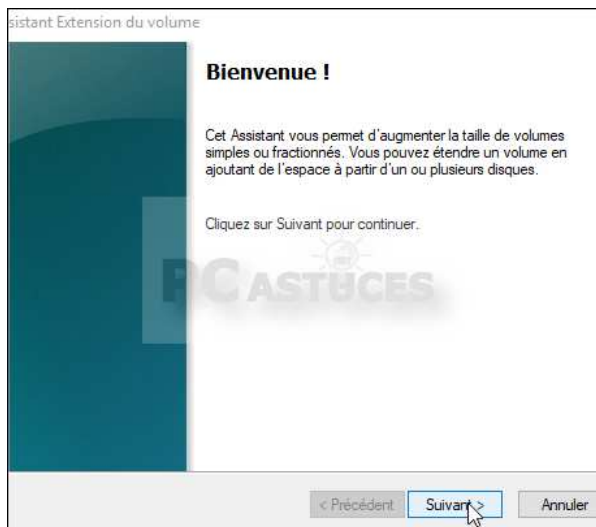 sistant Extension du volume
Bienvenue !
Cet Assistant vous permet d'augmenter la taille de volumes
simples ou fractionnés. Vous pouvez étendre un volume en
ajoutant de l'espace à partir d'un ou plusieurs disques.
Cliquez sur Suivant pour continuer.
PC ASTUCES
< Précédent
Suivant >
Annuler